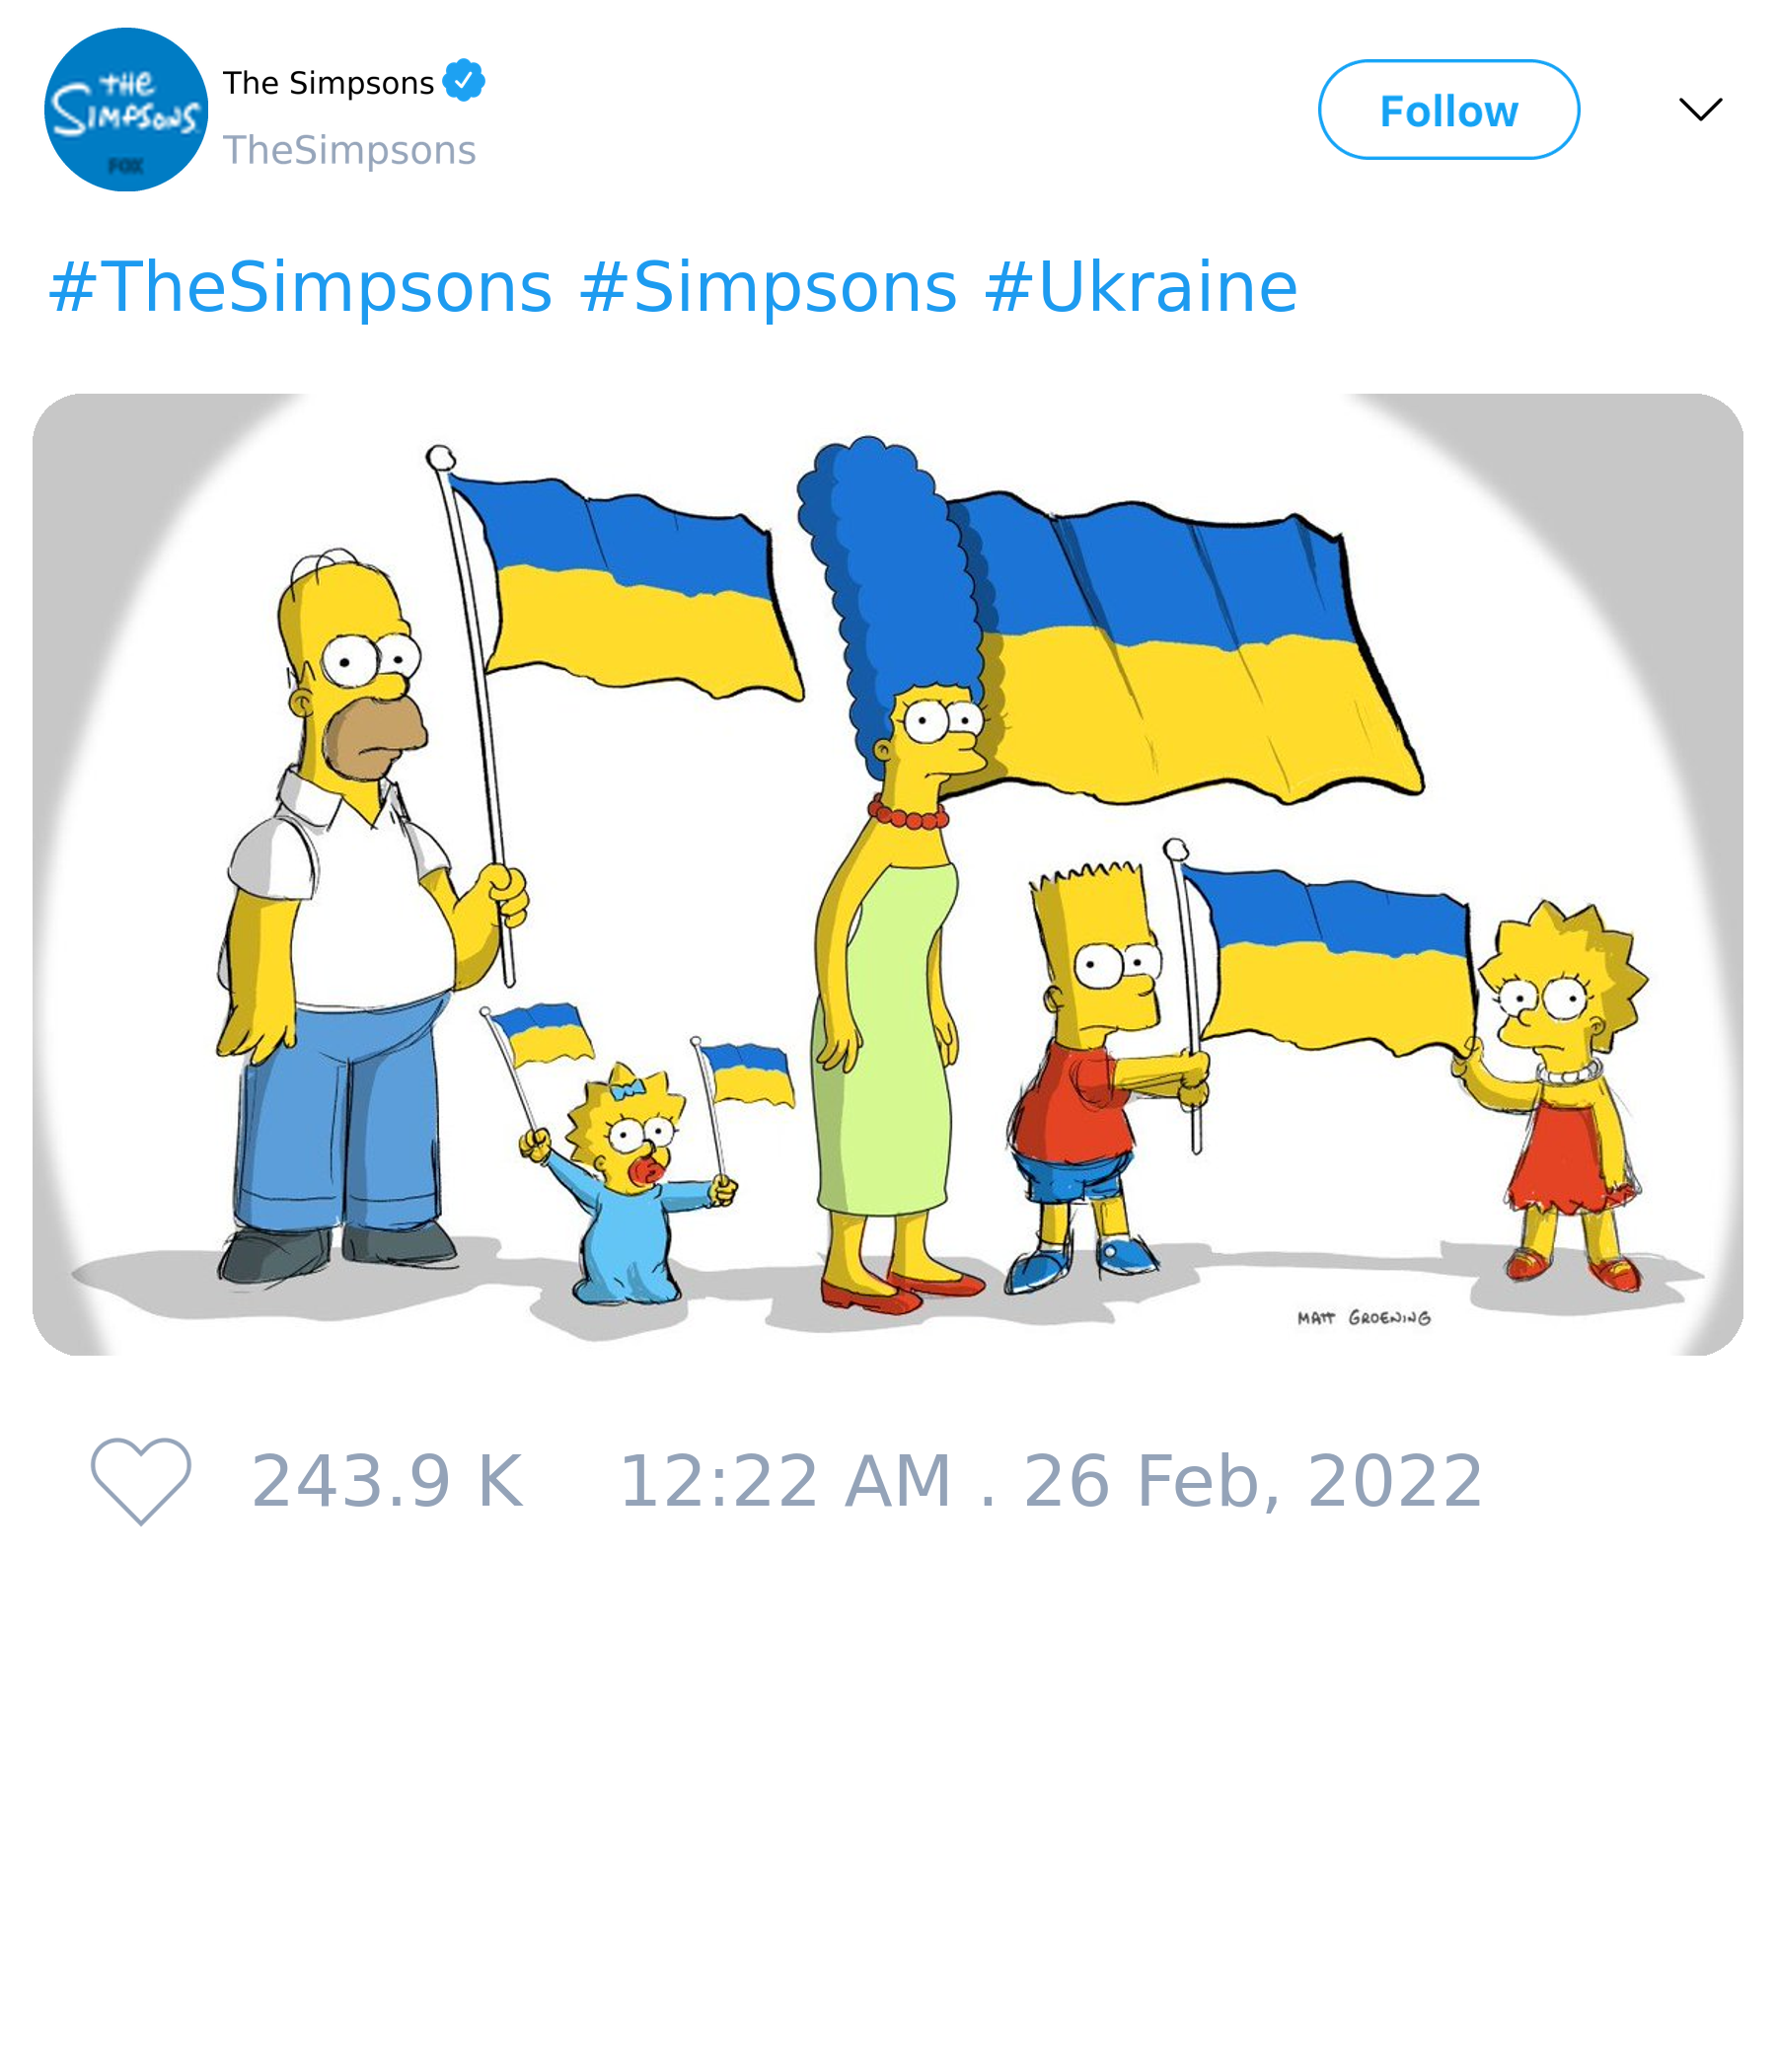 THE
SIMPSONS
FOX
The Simpsons
TheSimpsons
Follow
#TheSimpsons #Simpsons #Ukraine
MATT GROENING
243.9 K 12:22 AM . 26 Feb, 2022